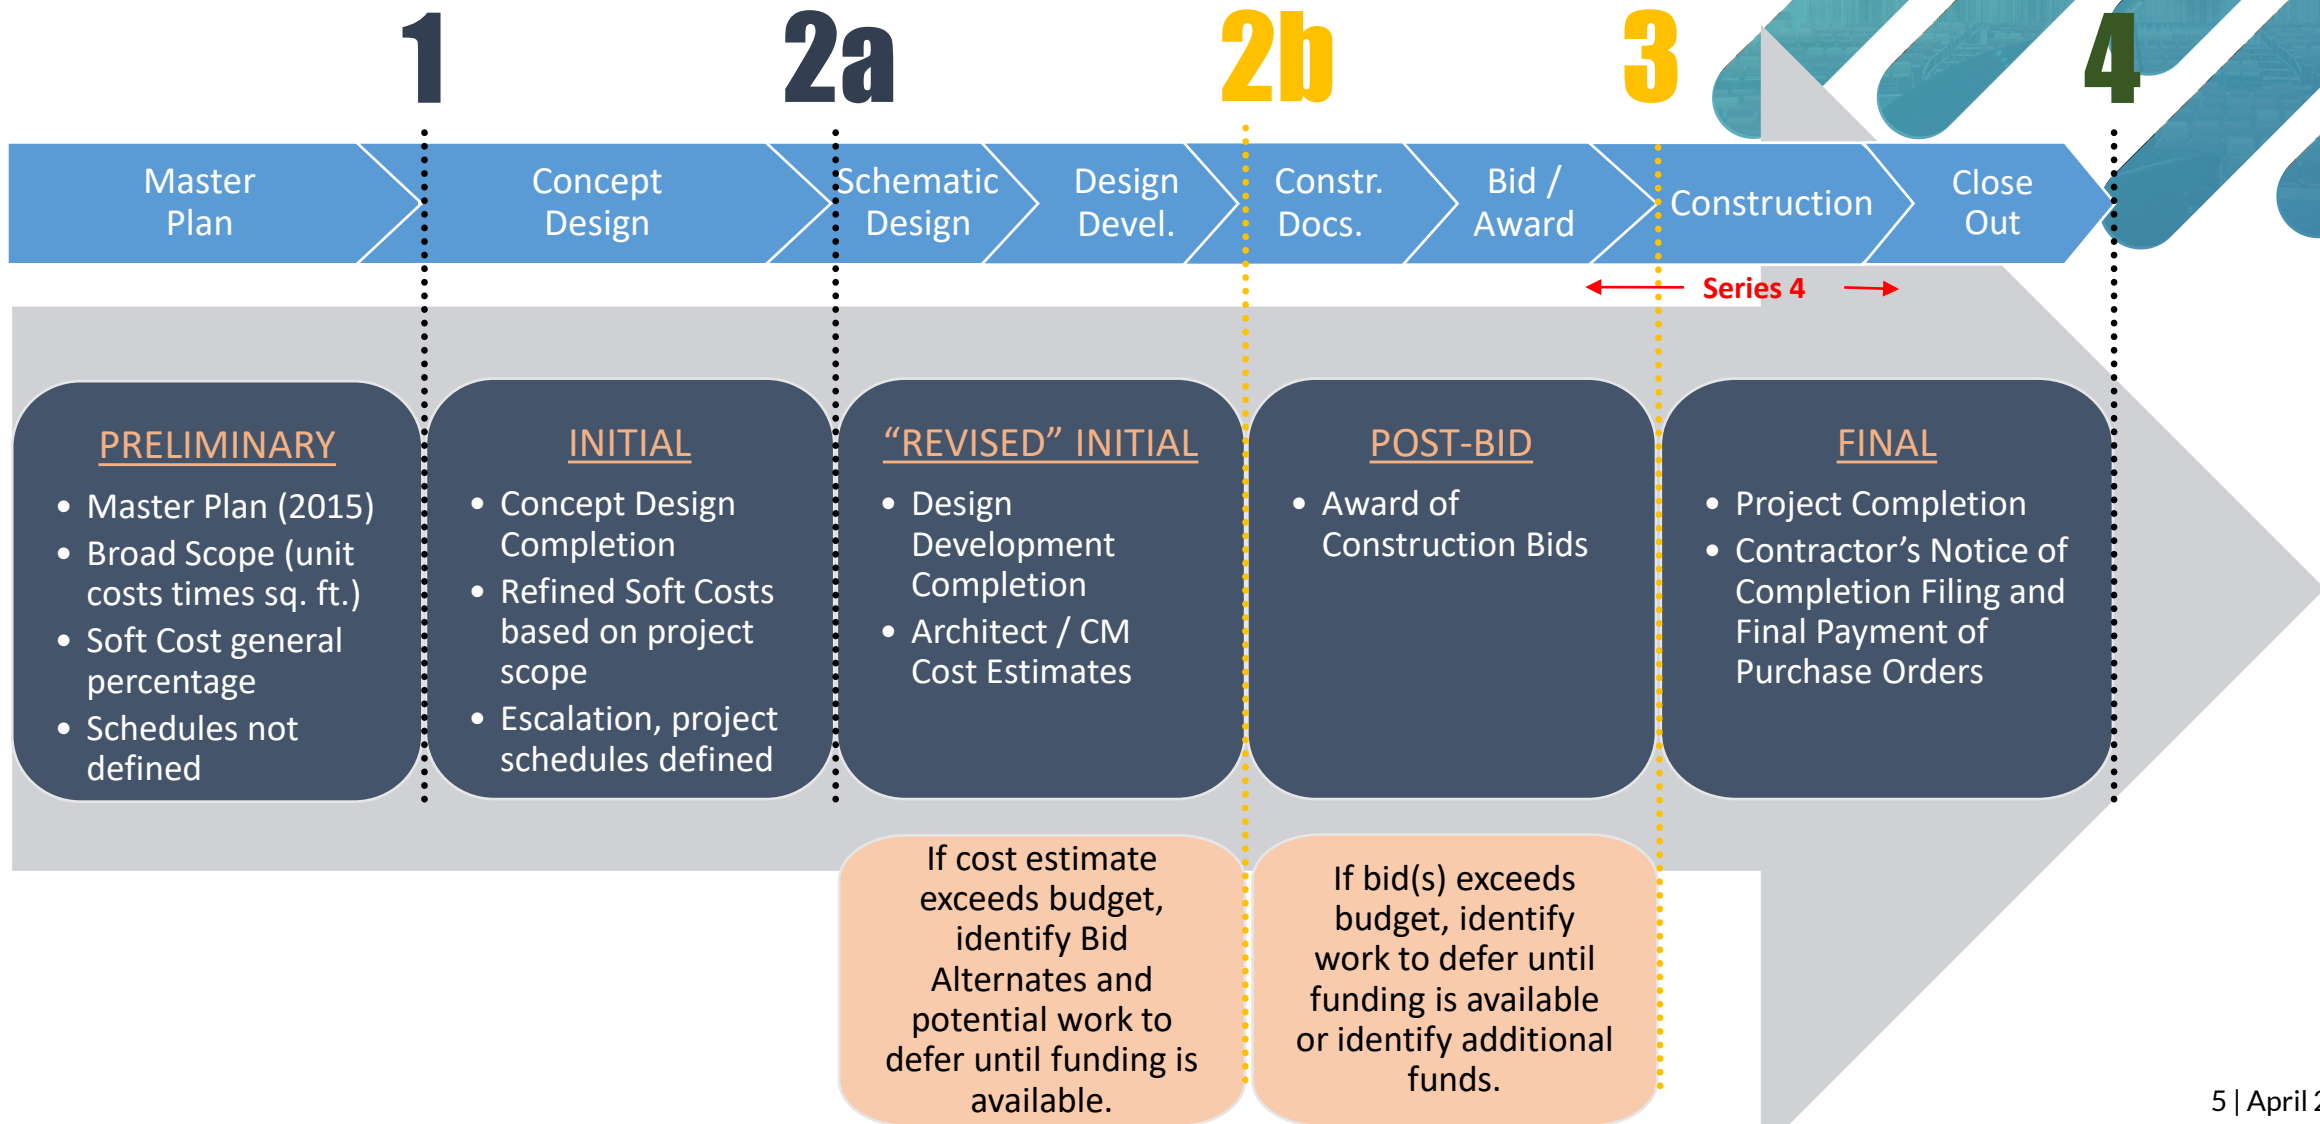 1
2a
2b
3
4
Master
Plan
Concept
Design
Schematic
Design
Design
Devel.
Constr.
Docs.
Bid /
Award
Construction
Close
Out
Series 4
PRELIMINARY
• Master Plan (2015)
• Broad Scope (unit
costs times sq. ft.)
• Soft Cost general
percentage
• Schedules not
defined
INITIAL
• Concept Design
Completion
• Refined Soft Costs
based on project
scope
• Escalation, project
schedules defined
“REVISED” INITIAL
• Design
Development
Completion
• Architect / CM
Cost Estimates
POST-BID
• Award of
Construction Bids
FINAL
• Project Completion
• Contractor’s Notice of
Completion Filing and
Final Payment of
Purchase Orders
If cost estimate
exceeds budget,
identify Bid
Alternates and
potential work to
defer until funding is
available.
If bid(s) exceeds
budget, identify
work to defer until
funding is available
or identify additional
funds.
5 | April